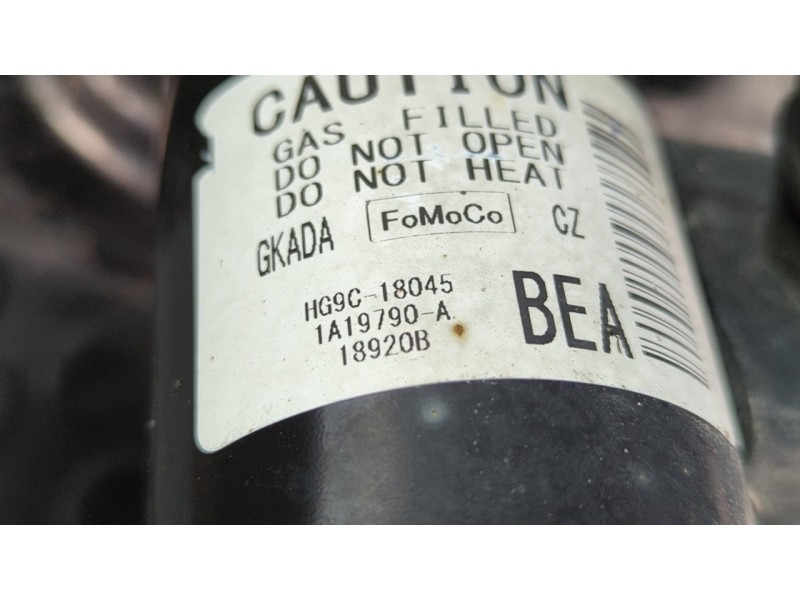 CAUTION
GAS FILLED
DO NOT OPEN
DO NOT HEAT
GKADA FoMoCo CZ
HG9C-18045 BEA
1A19790-A
18920B